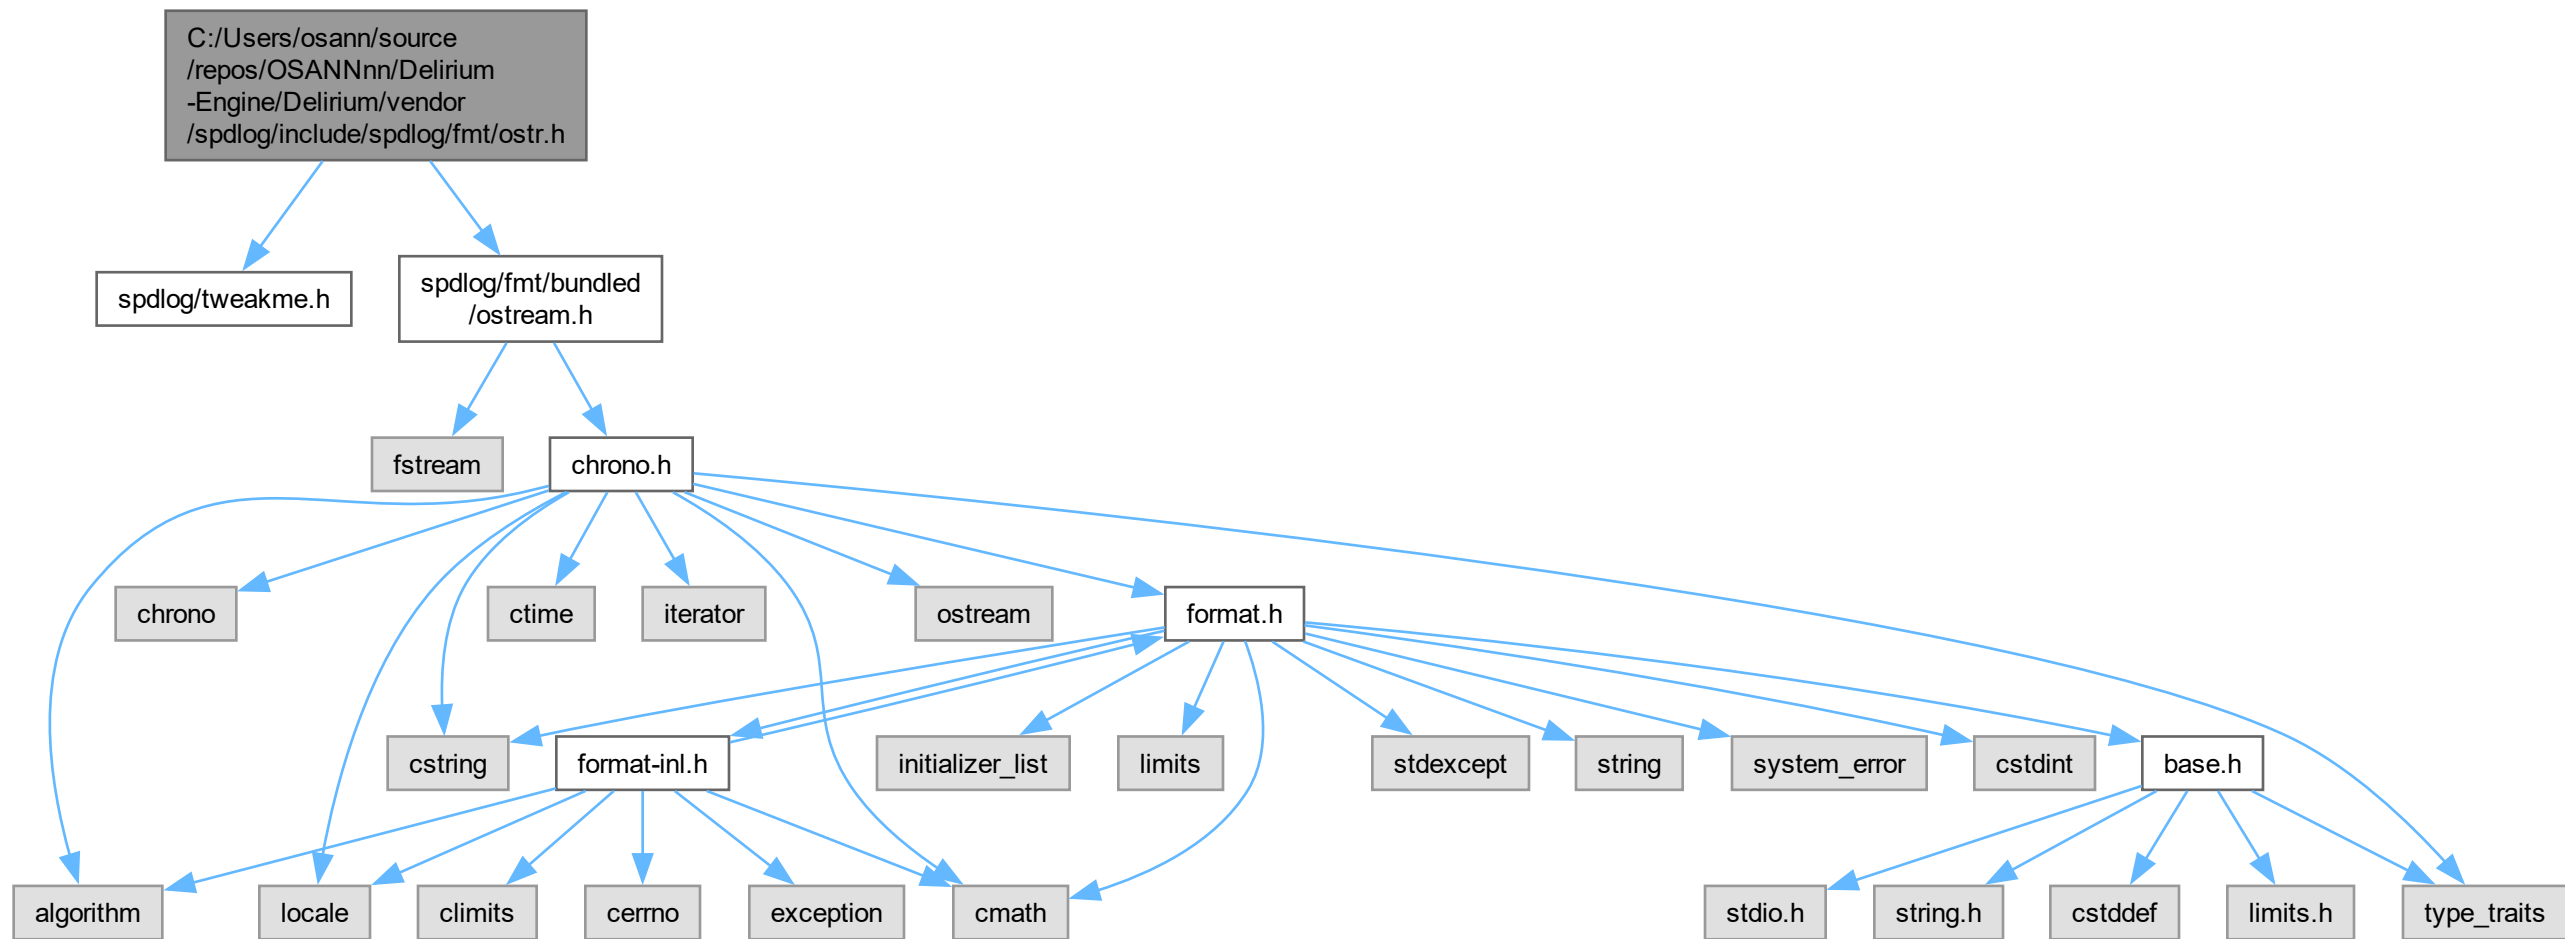 C:/Users/osann/source
/repos/OSANNnn/Delirium
-Engine/Delirium/vendor
/spdlog/include/spdlog/fmt/ostr.h
spdlog/tweakme.h
spdlog/fmt/bundled
/ostream.h
fstream
chrono.h
chrono
ctime
iterator
ostream
format.h
cstring
format-inl.h
initializer_list
limits
stdexcept
string
system_error
cstdint
base.h
algorithm
locale
climits
cerrno
exception
cmath
stdio.h
string.h
cstddef
limits.h
type_traits